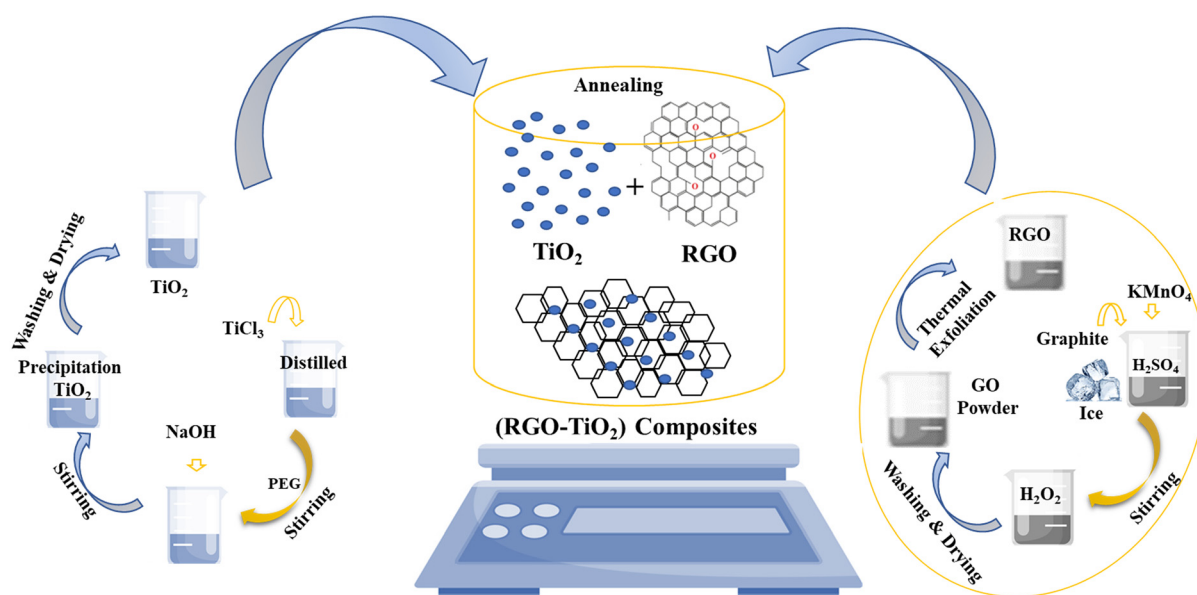 Annealing
O
O
O
+
TiO₂
RGO
(RGO-TiO₂) Composites
TiCl₃
Distilled
PEG
Stirring
NaOH
Stirring
Precipitation
TiO₂
Washing & Drying
TiO₂
KMnO₄
Graphite
H₂SO₄
Ice
Stirring
H₂O₂
Washing & Drying
GO
Powder
Thermal
Exfoliation
RGO